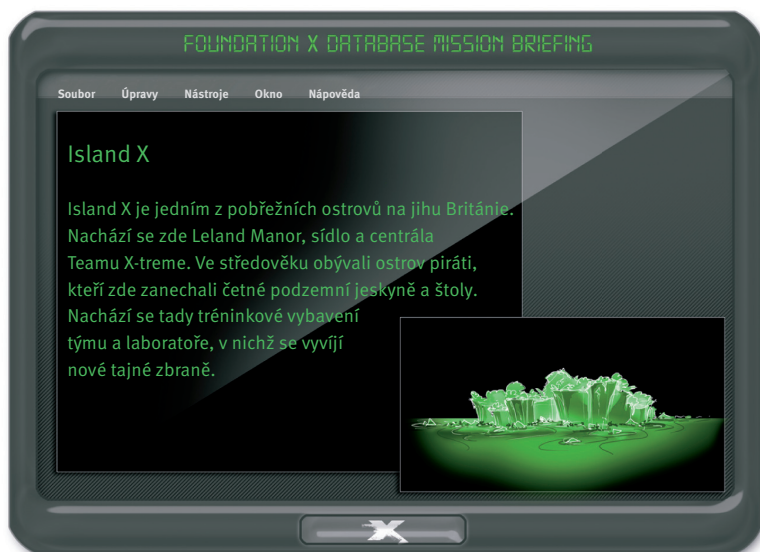 FOUNDATION X DATABASE MISSION BRIEFING
Soubor Úpravy Nástroje Okno Nápověda
Island X
Island X je jedním z pobřežních ostrovů na jihu Británie.
Nachází se zde Leland Manor, sídlo a centrála
Teamu X-treme. Ve středověku obývali ostrov piráti,
kteří zde zanechali četné podzemní jeskyně a štoly.
Nachází se tady tréninkové vybavení
týmu a laboratoře, v nichž se vyvíjí
nové tajné zbraně.
X